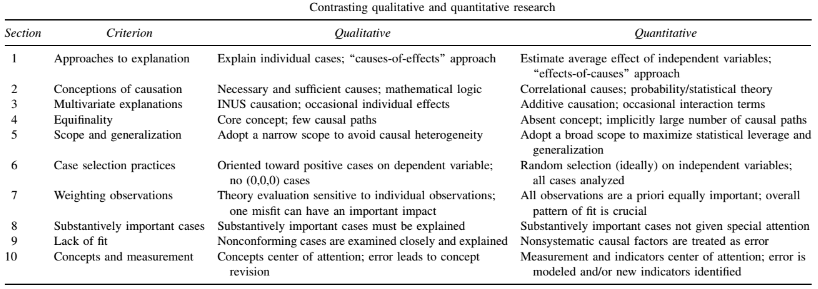 Contrasting qualitative and quantitative research
Section Criterion Qualitative Quantitative
1 Approaches to explanation Explain individual cases; “causes-of-effects” approach Estimate average effect of independent variables;
“effects-of-causes” approach
2 Conceptions of causation Necessary and sufficient causes; mathematical logic Correlational causes; probability/statistical theory
3 Multivariate explanations INUS causation; occasional individual effects Additive causation; occasional interaction terms
4 Equifinality Core concept; few causal paths Absent concept; implicitly large number of causal paths
5 Scope and generalization Adopt a narrow scope to avoid causal heterogeneity Adopt a broad scope to maximize statistical leverage and
generalization
6 Case selection practices Oriented toward positive cases on dependent variable; Random selection (ideally) on independent variables;
no (0,0,0) cases all cases analyzed
7 Weighting observations Theory evaluation sensitive to individual observations; All observations are a priori equally important; overall
one misfit can have an important impact pattern of fit is crucial
8 Substantively important cases Substantively important cases must be explained Substantively important cases not given special attention
9 Lack of fit Nonconforming cases are examined closely and explained Nonsystematic causal factors are treated as error
10 Concepts and measurement Concepts center of attention; error leads to concept Measurement and indicators center of attention; error is
revision modeled and/or new indicators identified